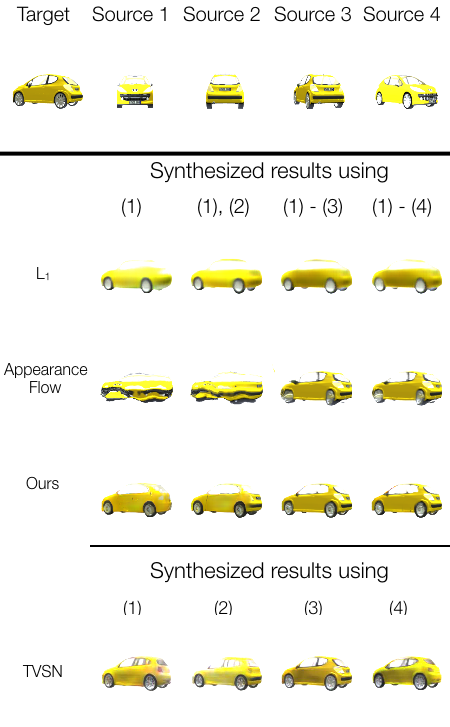 Target Source 1 Source 2 Source 3 Source 4
Synthesized results using
(1) (1), (2) (1) - (3) (1) - (4)
L₁
Appearance
Flow
Ours
Synthesized results using
(1) (2) (3) (4)
TVSN